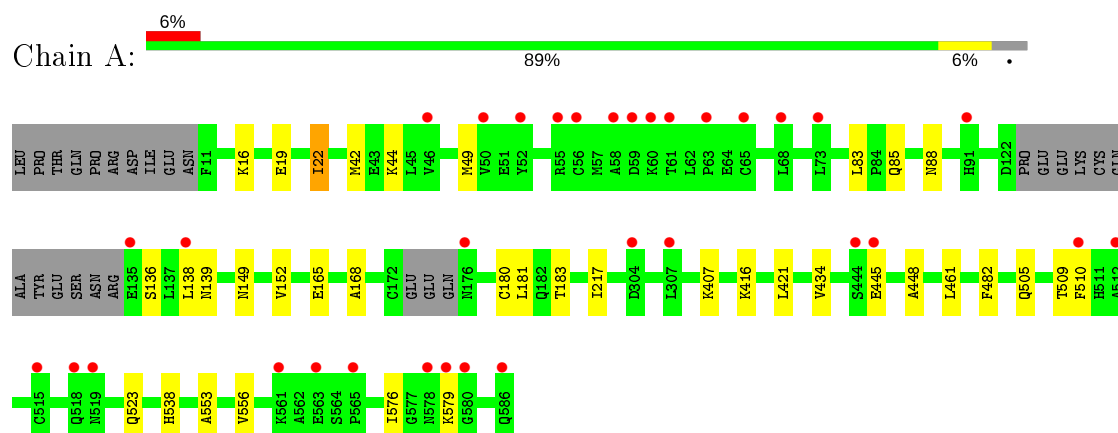 6%
Chain A:
89% 6% •
LEU PRO THR GLN PRO ARG ASP ILE GLU ASN F11 K16 E19 I22 M42 E43 K44 L45 V46 M49 V50 E51 Y52 R55 C56 M57 A58 D59 K60 T61 L62 P63 E64 C65 L68 L73 L83 P84 Q85 N88 H91 D122 PRO GLU GLU LYS CYS GLN
ALA TYR GLU SER ASN ARG E135 S136 L137 L138 N139 N149 V152 E165 A168 C172 GLU GLU GLN N176 C180 L181 Q182 T183 I217 D304 L307 K407 K416 L421 V434 S444 E445 A448 L461 F482 Q505 T509 F510 H511 A512
C515 Q518 N519 Q523 H538 A553 V556 K561 A562 E563 S564 P565 I576 G577 N578 K579 G580 Q586